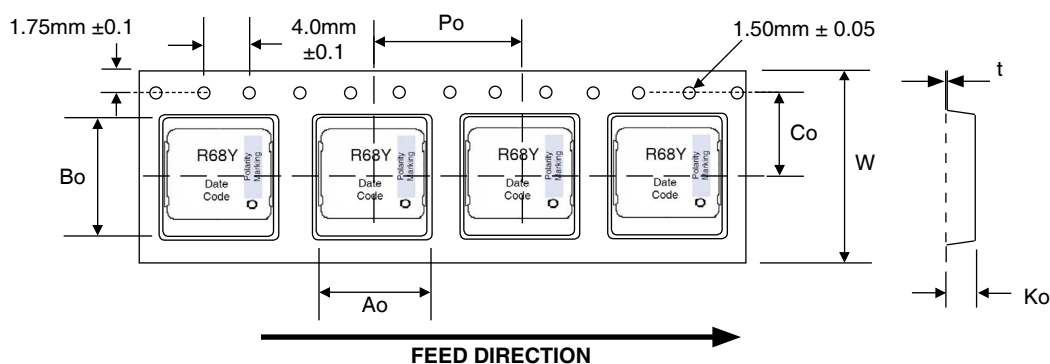 1.75mm ±0.1
4.0mm
±0.1
Po
1.50mm ± 0.05
t
Bo
R68Y
Date
Code
Polarity
Marking
R68Y
Date
Code
Polarity
Marking
R68Y
Date
Code
Polarity
Marking
R68Y
Date
Code
Polarity
Marking
Co
W
Ao
Ko
FEED DIRECTION